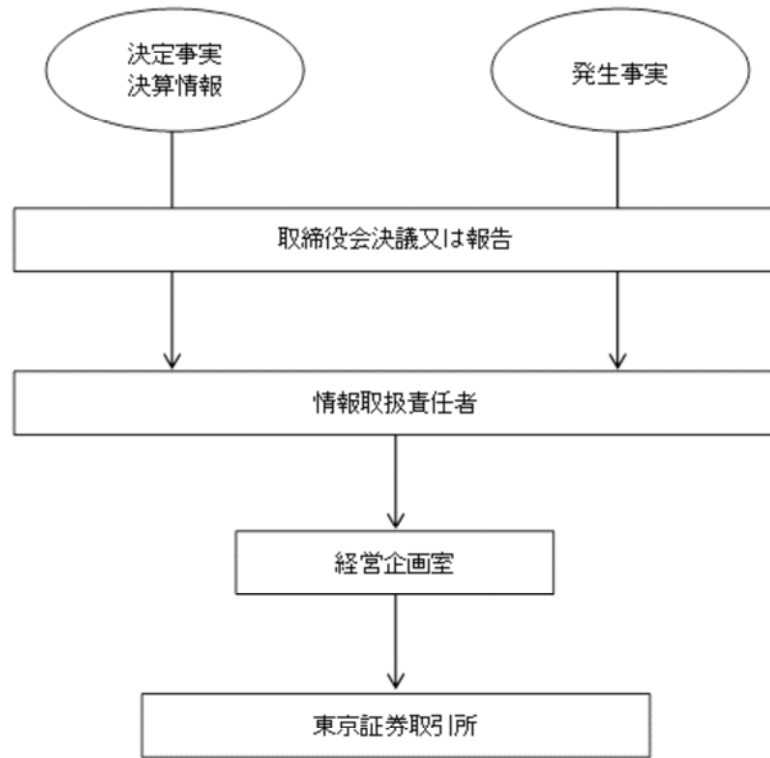 決定事実
決算情報
発生事実
取締役会決議又は報告
情報取扱責任者
経営企画室
東京証券取引所